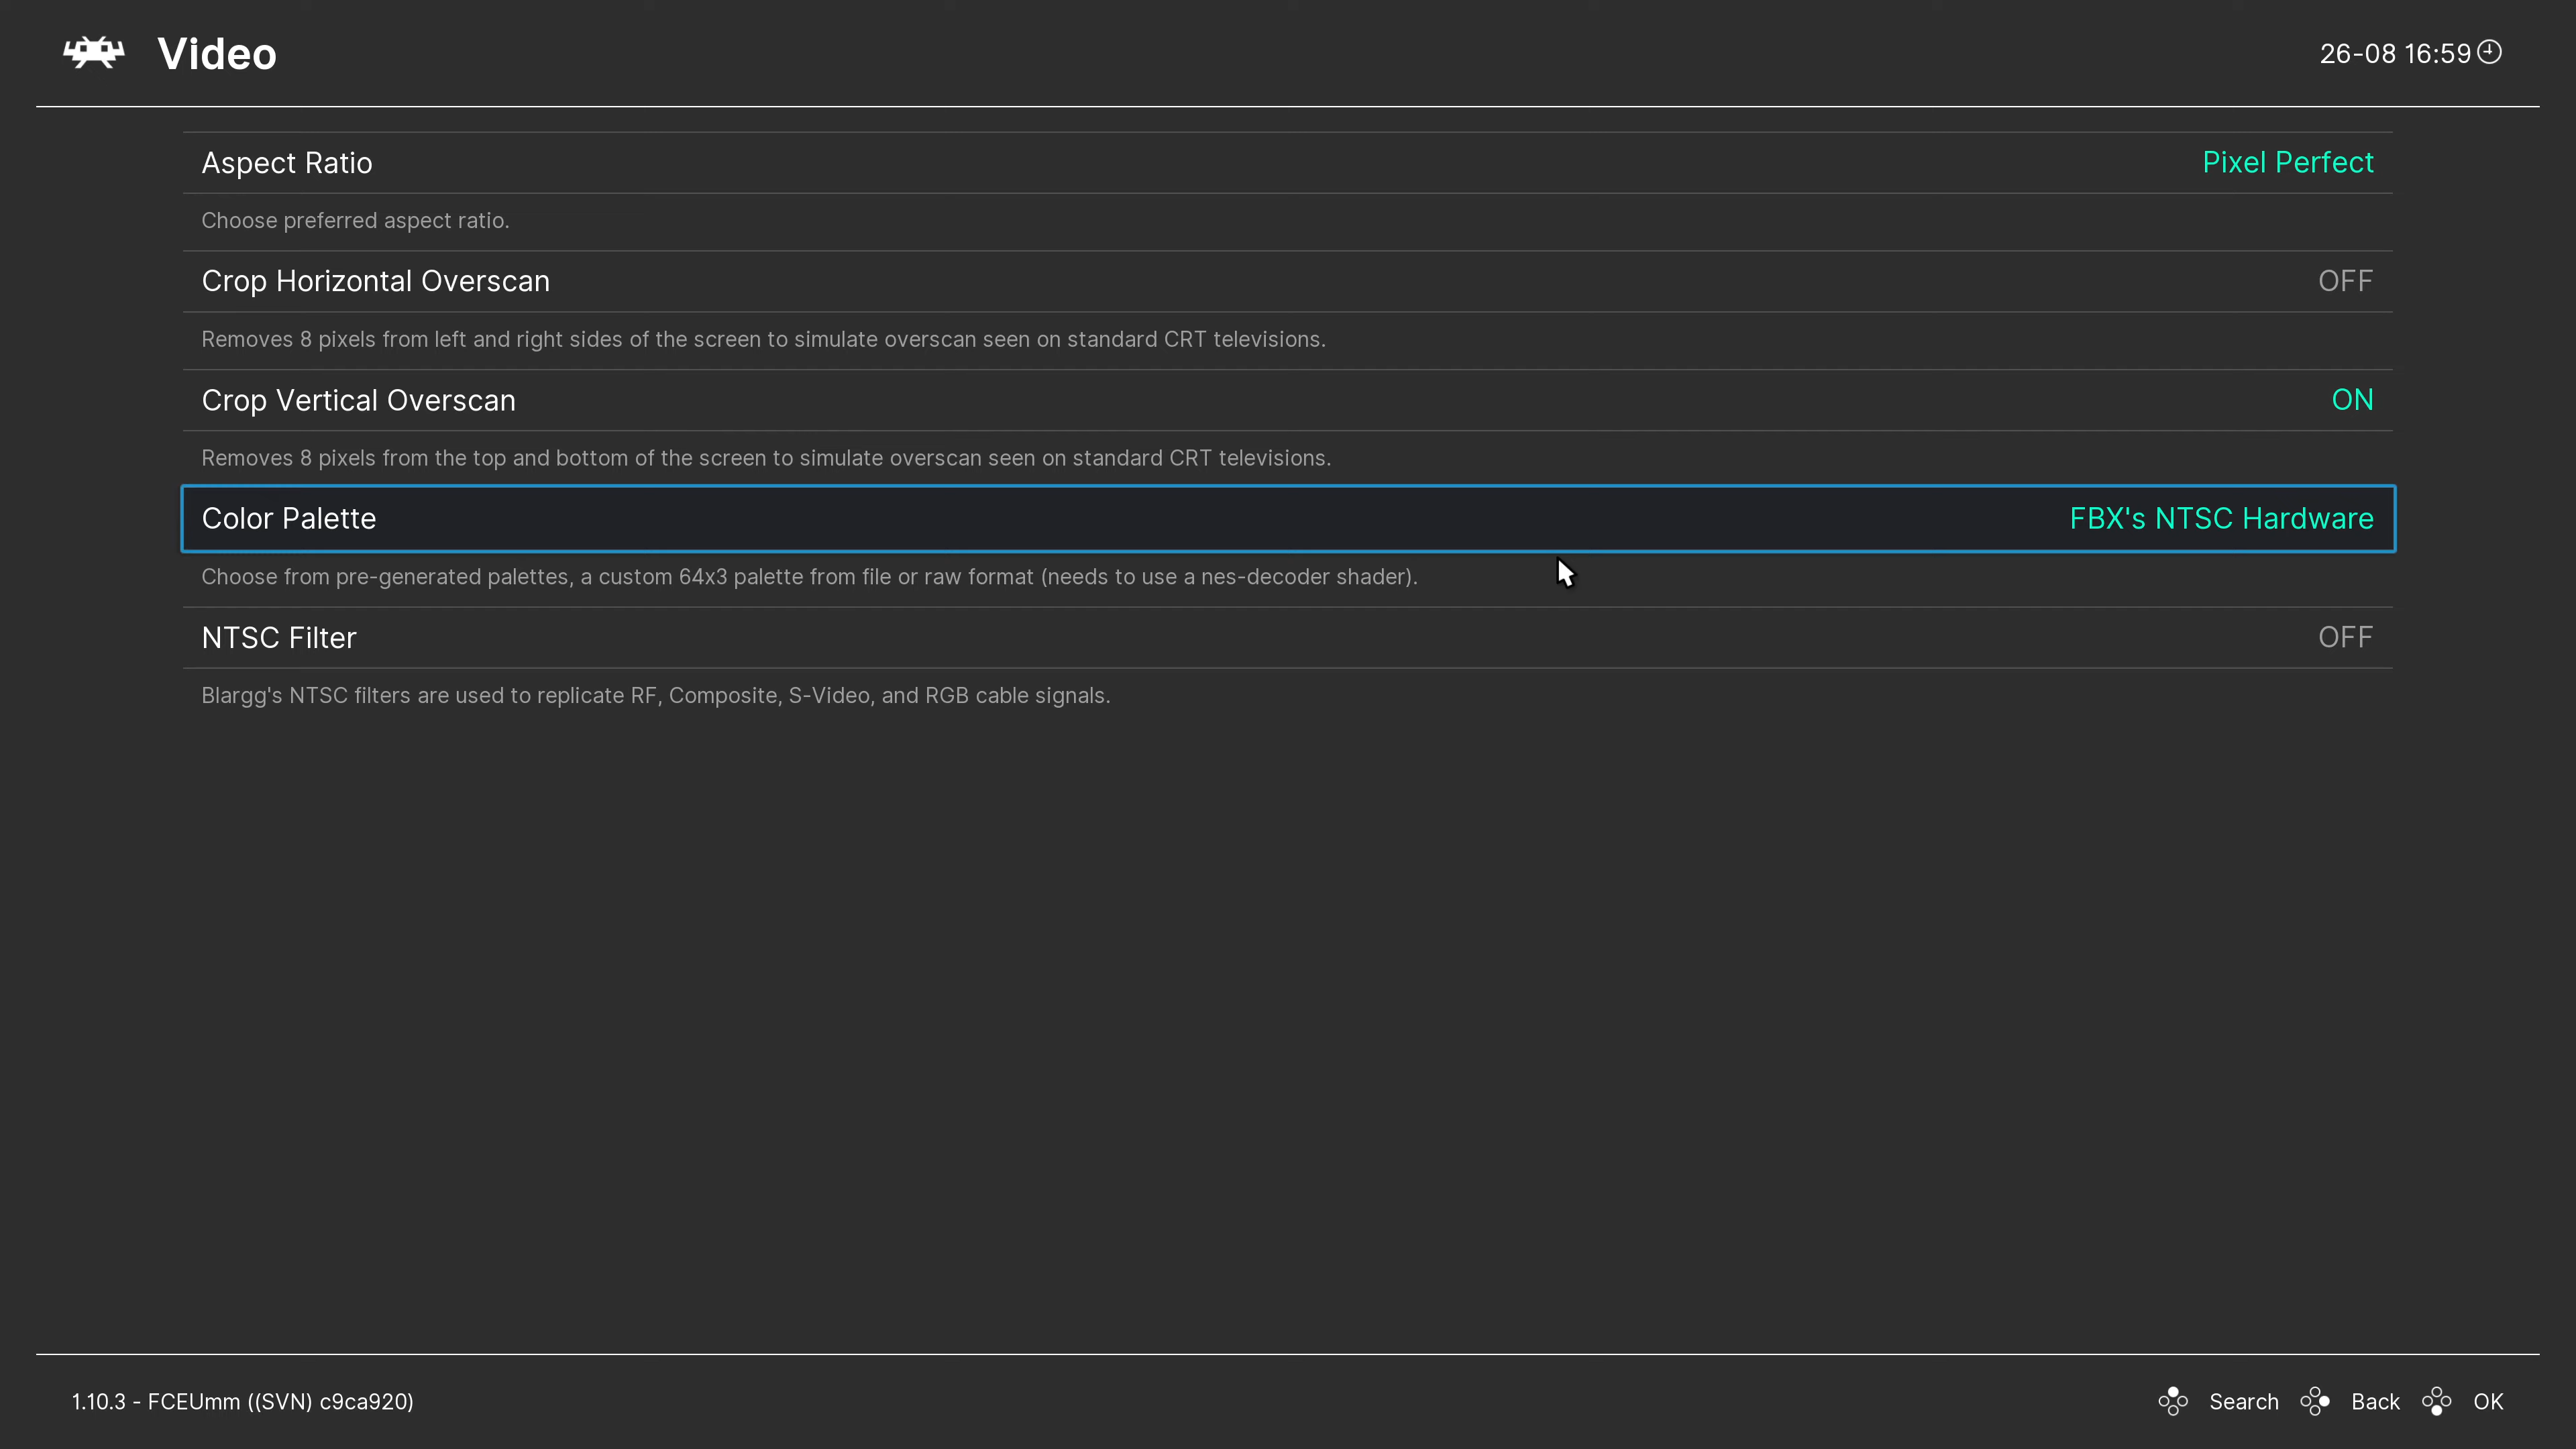 Video
26-08 16:59
Aspect Ratio Pixel Perfect
Choose preferred aspect ratio.
Crop Horizontal Overscan OFF
Removes 8 pixels from left and right sides of the screen to simulate overscan seen on standard CRT televisions.
Crop Vertical Overscan ON
Removes 8 pixels from the top and bottom of the screen to simulate overscan seen on standard CRT televisions.
Color Palette FBX's NTSC Hardware
Choose from pre-generated palettes, a custom 64x3 palette from file or raw format (needs to use a nes-decoder shader).
NTSC Filter OFF
Blargg's NTSC filters are used to replicate RF, Composite, S-Video, and RGB cable signals.
1.10.3 - FCEUmm ((SVN) c9ca920)
Search Back OK